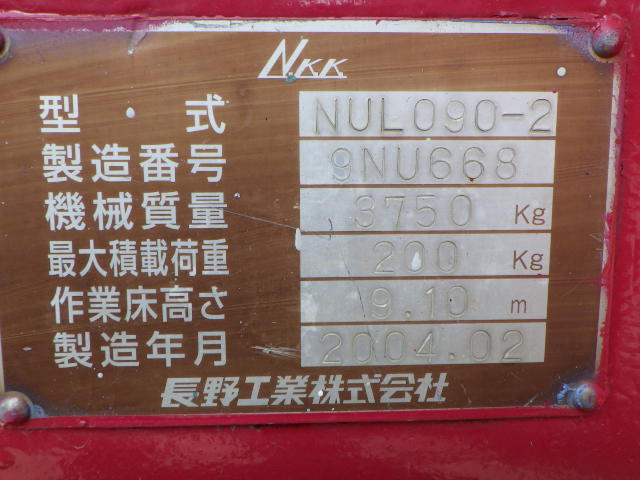 N.K.K.
型・式 NUL090-2
製造番号 9NU668
機械質量 3750 Kg
最大積載荷重 200 Kg
作業床高さ 9.10 m
製造年月 2004.02
長野工業株式会社